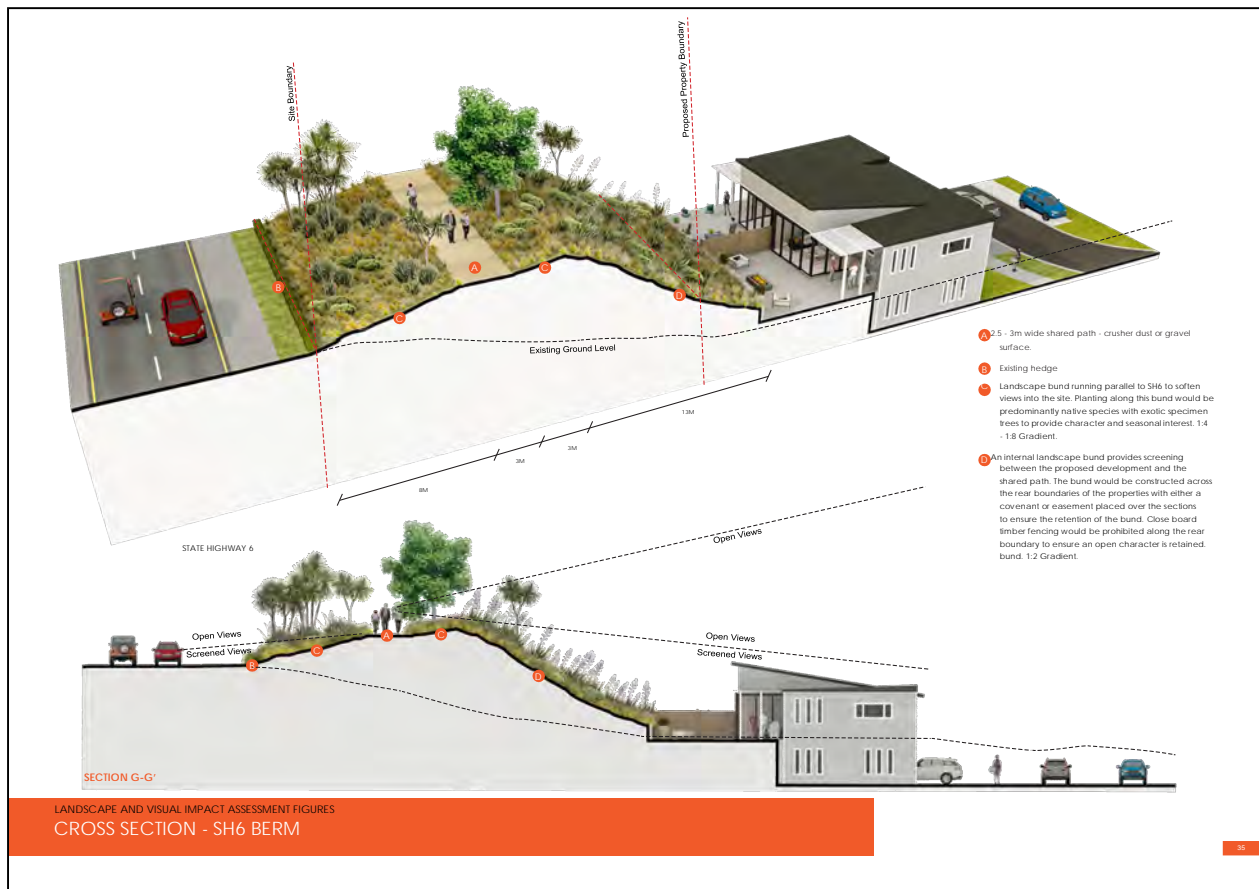 Site Boundary
Proposed Property Boundary
B
A
C
C
D
Existing Ground Level
8M
3M
3M
13M
STATE HIGHWAY 6
A 2.5 - 3m wide shared path - crusher dust or gravel
surface.
B Existing hedge
C Landscape bund running parallel to SH6 to soften
views into the site. Planting along this bund would be
predominantly native species with exotic specimen
trees to provide character and seasonal interest. 1:4
- 1:8 Gradient.
D An internal landscape bund provides screening
between the proposed development and the
shared path. The bund would be constructed across
the rear boundaries of the properties with either a
covenant or easement placed over the sections
to ensure the retention of the bund. Close board
timber fencing would be prohibited along the rear
boundary to ensure an open character is retained.
bund. 1:2 Gradient.
Open Views
Open Views
Screened Views
Open Views
Screened Views
B
C
A
C
D
SECTION G-G'
LANDSCAPE AND VISUAL IMPACT ASSESSMENT FIGURES
CROSS SECTION - SH6 BERM
35